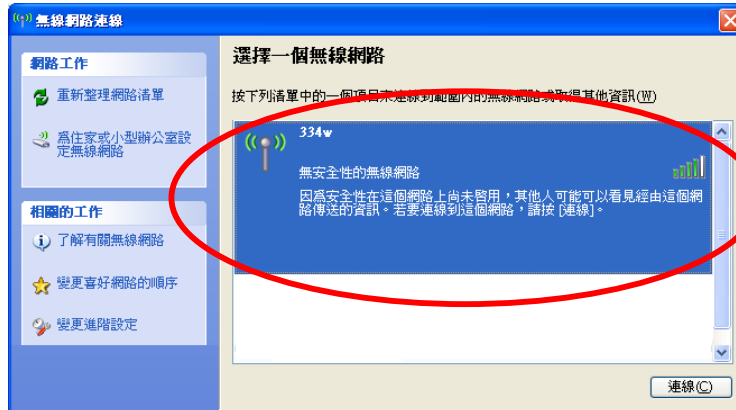 無線網路連線
網路工作
重新整理網路清單
為住家或小型辦公室設
定無線網路
相關的工作
了解有關無線網路
變更喜好網路的順序
變更進階設定
選擇一個無線網路
按下列清單中的一個項目來連線到範圍內的無線網路或取得其他資訊(W)
334w
無安全性的無線網路
因為安全性在這個網路上尚未啓用，其他人可能可以看見經由這個網
路傳送的資訊。若要連線到這個網路，請按 [連線]。
連線(C)